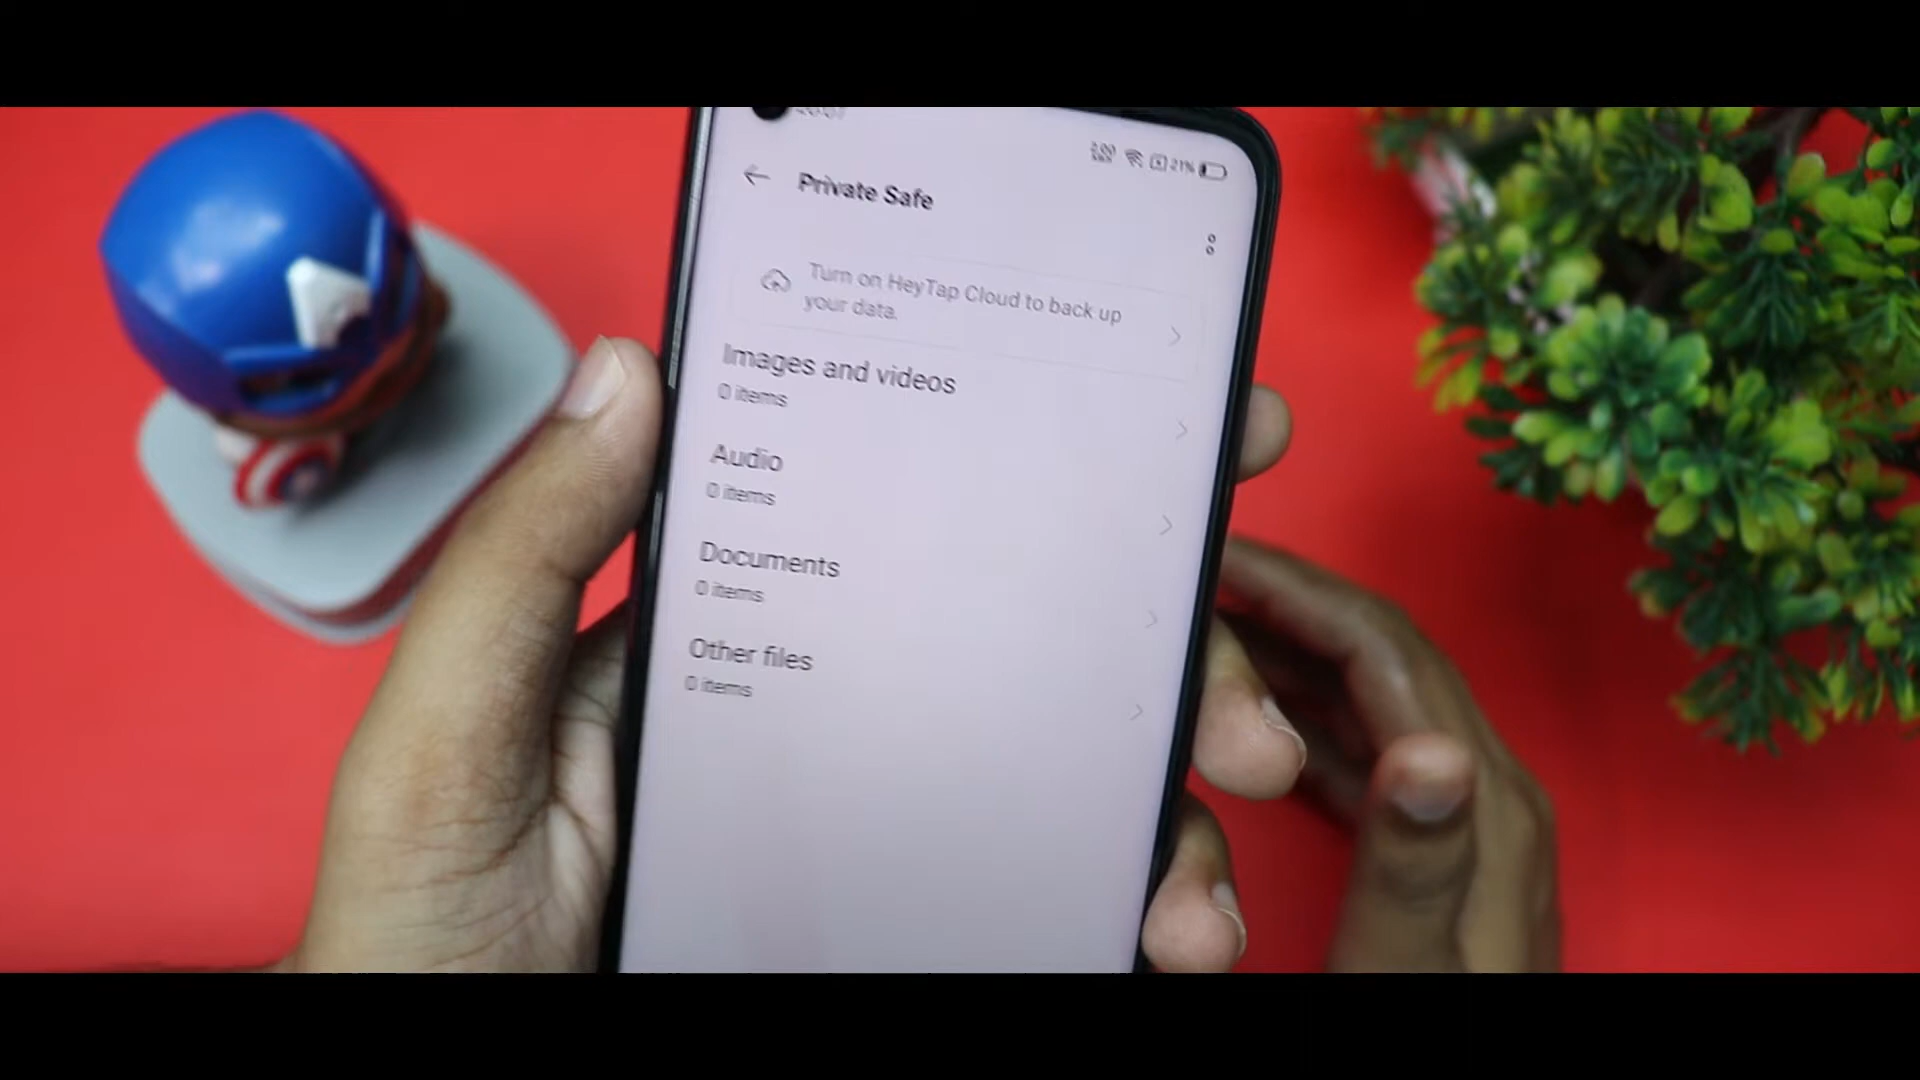 21%
Private Safe
Turn on HeyTap Cloud to back up
your data.
Images and videos
0 items
Audio
0 items
Documents
0 items
Other files
0 items